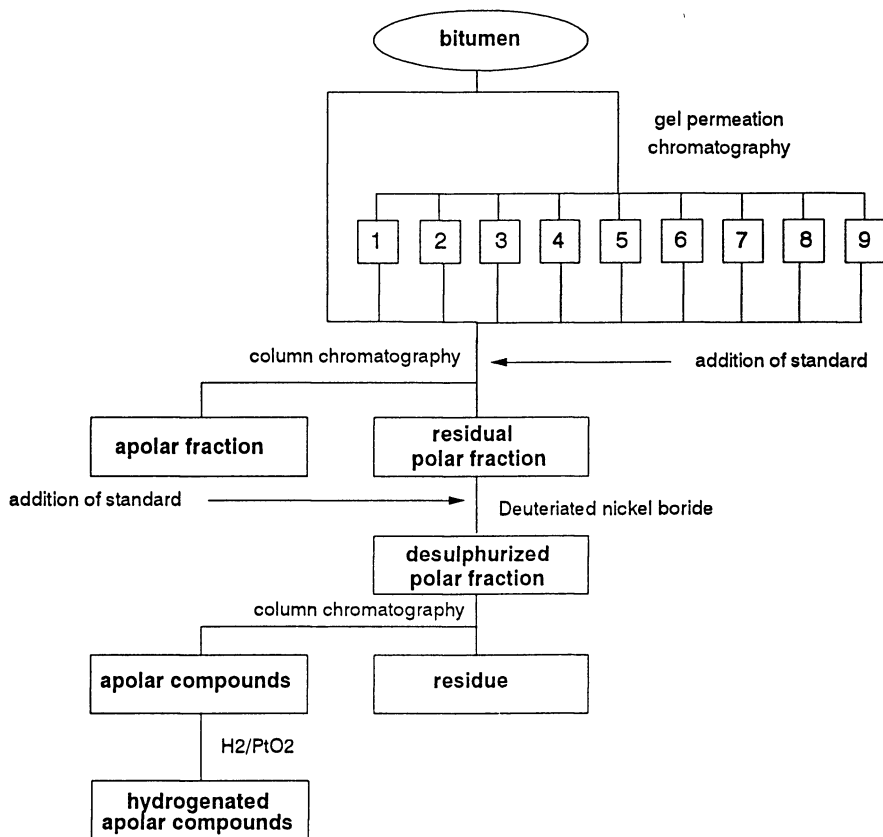 bitumen
gel permeation
chromatography
1 2 3 4 5 6 7 8 9
column chromatography
addition of standard
apolar fraction
residual
polar fraction
addition of standard
Deuteriated nickel boride
desulphurized
polar fraction
column chromatography
apolar compounds
residue
H2/PtO2
hydrogenated
apolar compounds